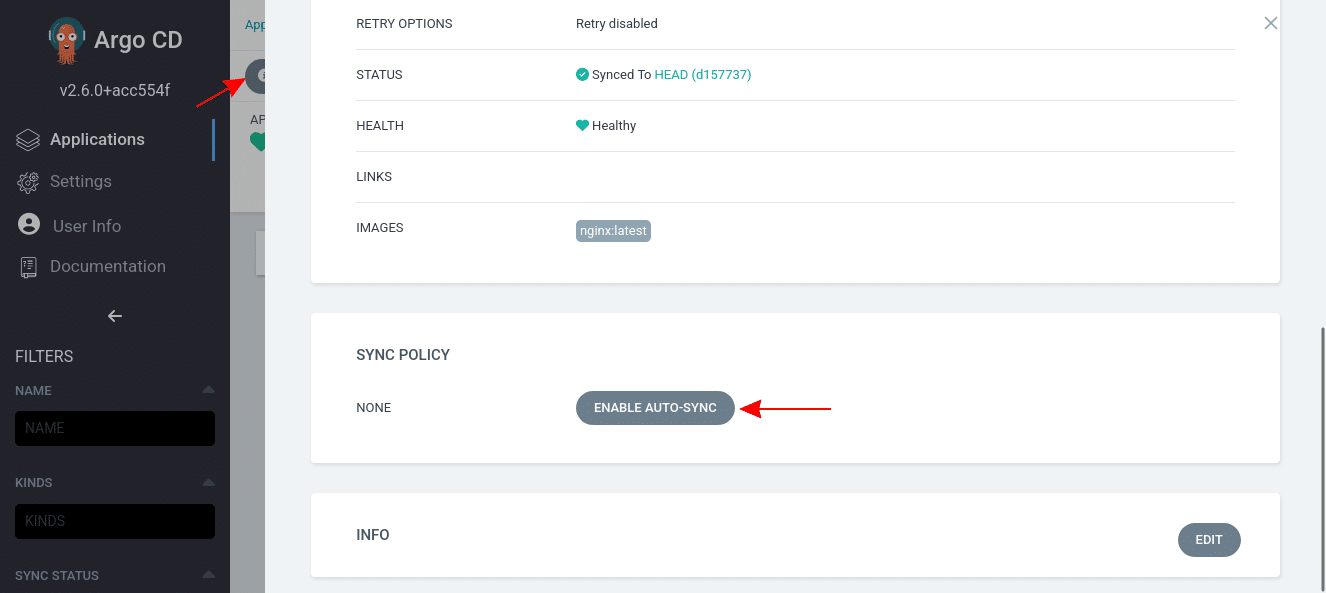 Argo CD
v2.6.0+acc554f
Applications
Settings
User Info
Documentation
FILTERS
NAME
NAME
KINDS
KINDS
SYNC STATUS
RETRY OPTIONS Retry disabled
STATUS Synced To HEAD (d157737)
HEALTH Healthy
LINKS
IMAGES nginx:latest
SYNC POLICY
NONE ENABLE AUTO-SYNC
INFO EDIT